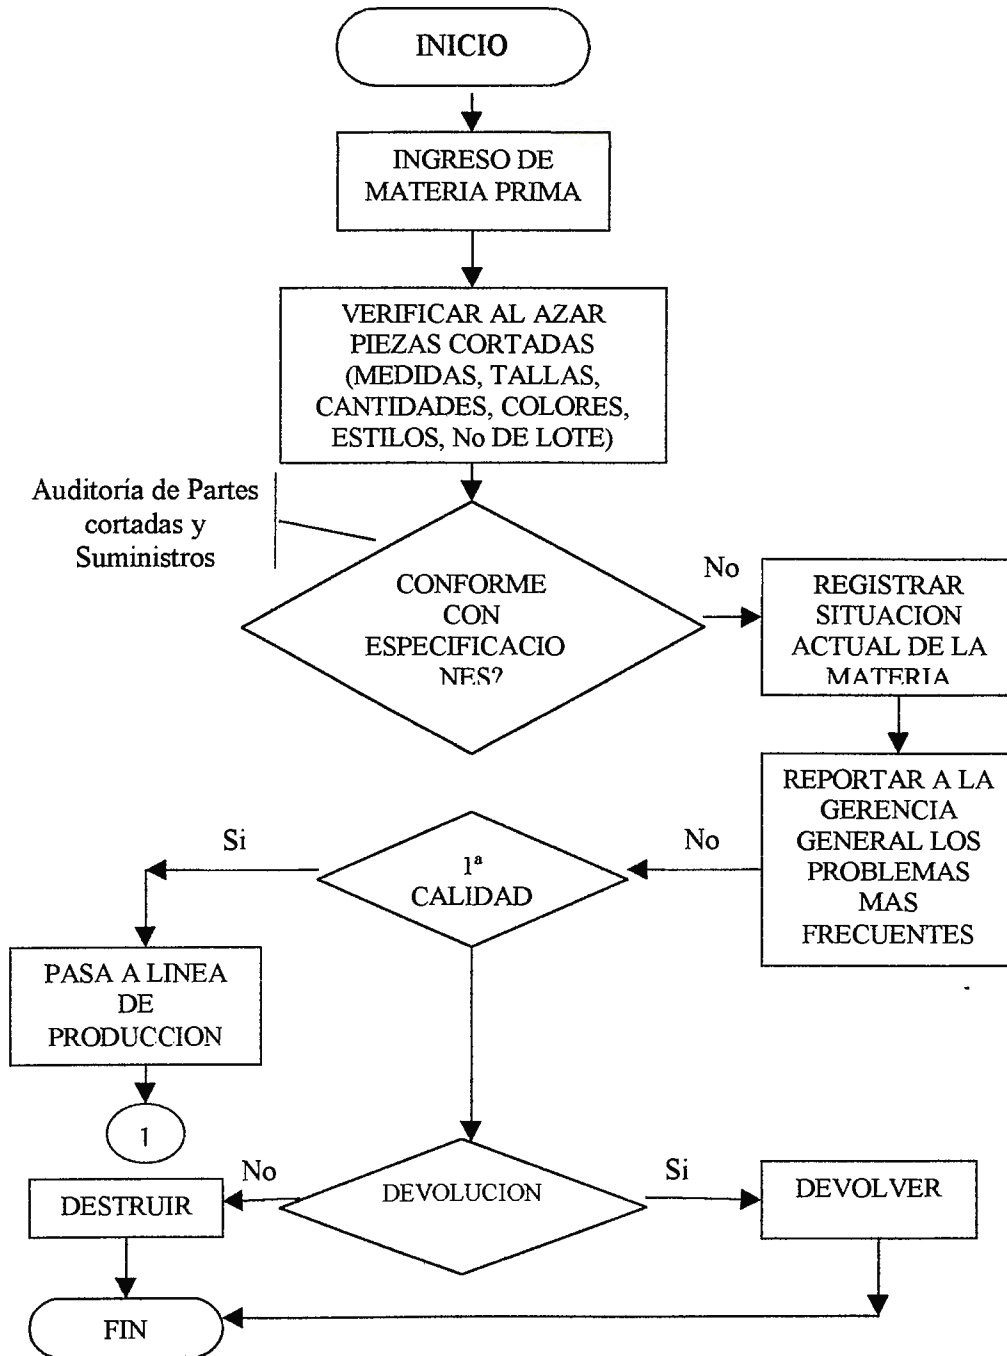 INICIO
INGRESO DE
MATERIA PRIMA
VERIFICAR AL AZAR
PIEZAS CORTADAS
(MEDIDAS, TALLAS,
CANTIDADES, COLORES,
ESTILOS, No DE LOTE)
Auditoría de Partes
cortadas y
Suministros
CONFORME
CON
ESPECIFICACIO
NES?
No
REGISTRAR
SITUACION
ACTUAL DE LA
MATERIA
REPORTAR A LA
GERENCIA
GENERAL LOS
PROBLEMAS
MAS
FRECUENTES
No
1ª
CALIDAD
Si
PASA A LINEA
DE
PRODUCCION
1
DEVOLUCION
No
DESTRUIR
Si
DEVOLVER
FIN